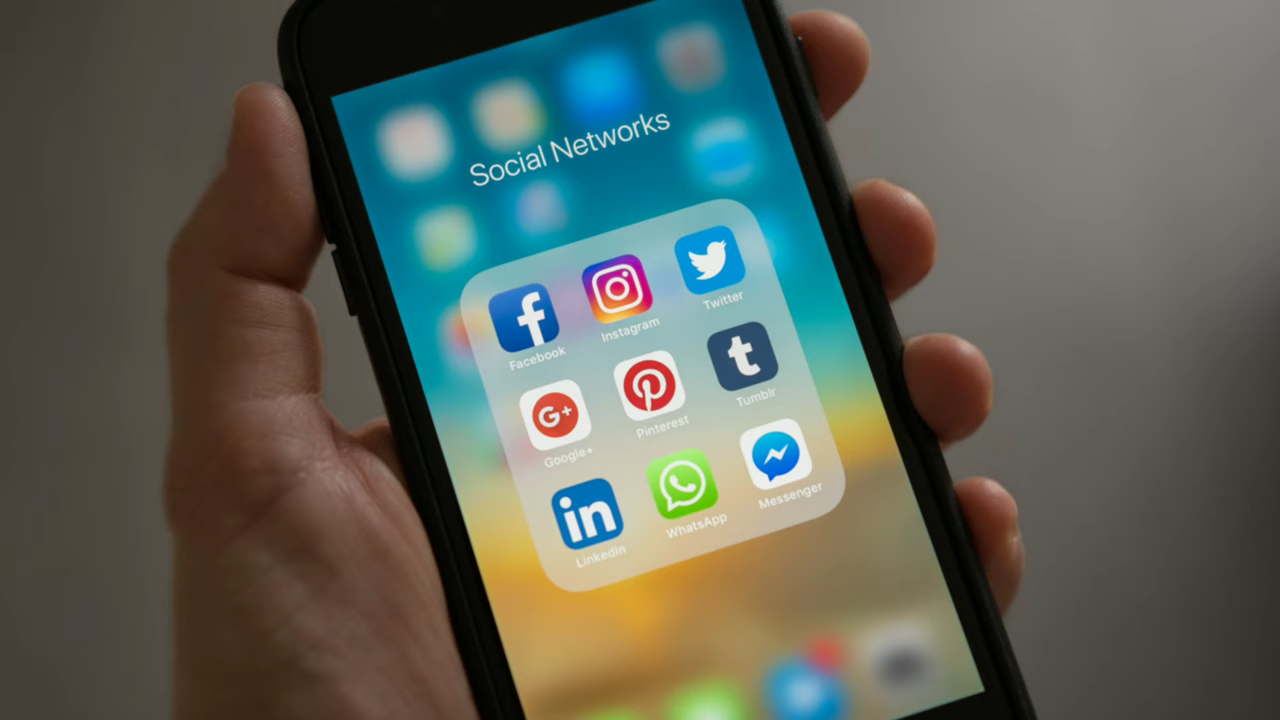 Social Networks
Facebook
Instagram
Twitter
Google+
Pinterest
Tumblr
LinkedIn
WhatsApp
Messenger